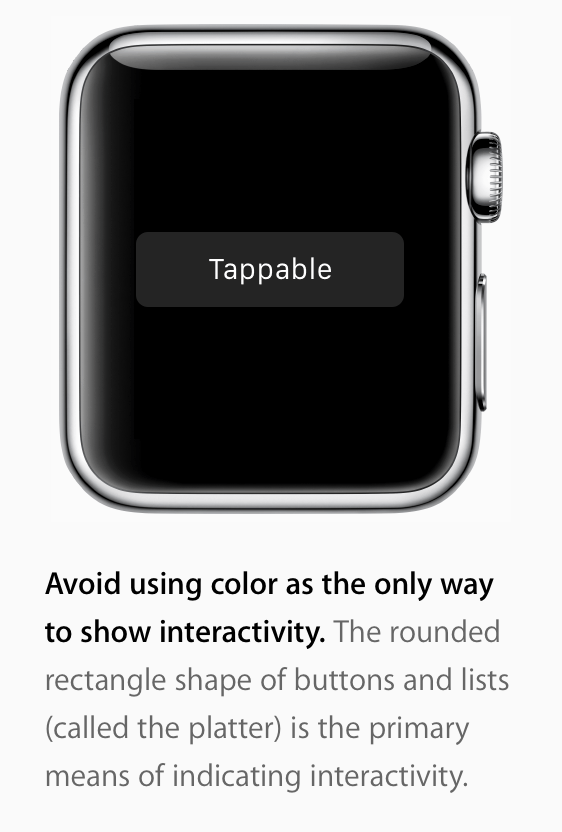 Tappable
Avoid using color as the only way
to show interactivity. The rounded
rectangle shape of buttons and lists
(called the platter) is the primary
means of indicating interactivity.